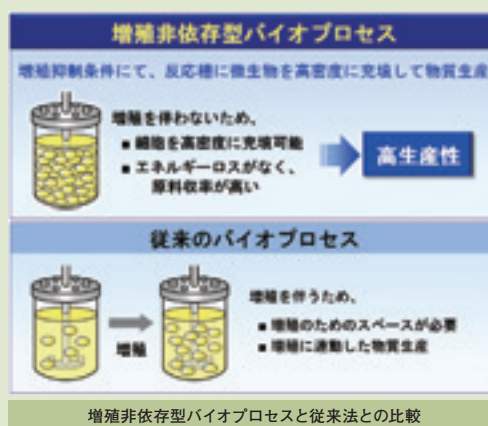 増殖非依存型バイオプロセス
増殖抑制条件にて、反応槽に微生物を高密度に充填して物質生産
増殖を伴わないため、
■ 細胞を高密度に充填可能
■ エネルギーロスがなく、
原料収率が高い
高生産性
従来のバイオプロセス
増殖
増殖を伴うため、
■ 増殖のためのスペースが必要
■ 増殖に連動した物質生産
増殖非依存型バイオプロセスと従来法との比較